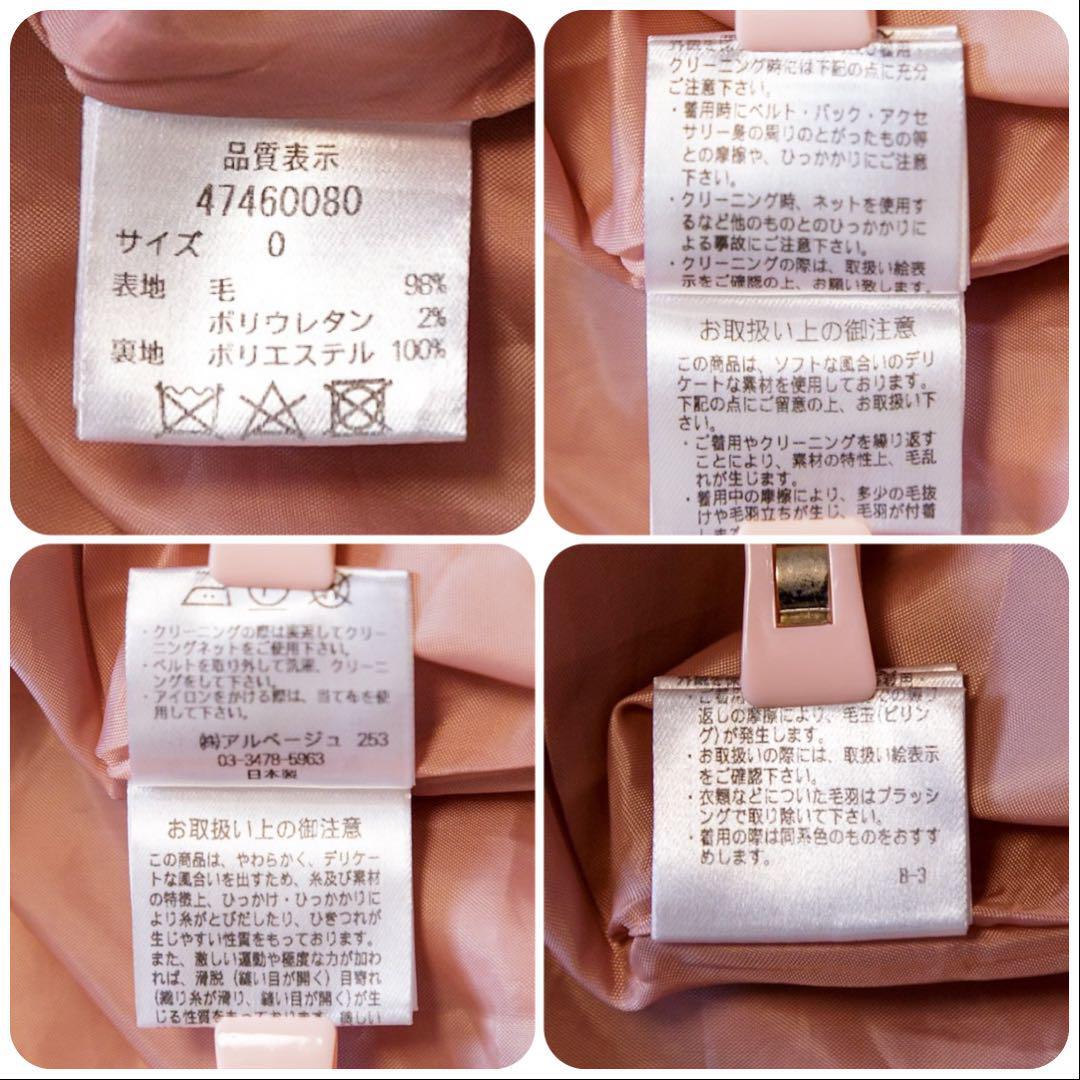 品質表示
47460080
サイズ 0
表地 毛 98%
ポリウレタン 2%
裏地 ポリエステル 100%
クリーニング時には下記の点に充分
ご注意下さい。
・着用時にベルト・バック・アクセ
サリー身の周りのとがったもの等
との摩擦や、ひっかかりにご注意
下さい。
・クリーニング時、ネットを使用す
るなど他のものとのひっかかりに
よる事故にご注意下さい。
・クリーニングの際は、取扱い絵表
示をご確認の上、お願い致します。
お取扱い上の御注意
この商品は、ソフトな風合いのデリ
ケートな素材を使用しております。
下記の点にご留意の上、お取扱い下
さい。
・ご着用やクリーニングを繰り返す
ことにより、素材の特性上、毛乱
れが生じます。
・着用中の摩擦により、多少の毛抜
けや毛羽立ちが生じ、毛羽が付着
・クリーニングの際は裏返してクリー
ニングネットをご使用下さい。
・ベルトを取り外して洗濯、クリーニ
ングをして下さい。
・アイロンをかける際は、当て布を使
用して下さい。
㈱アルページュ 253
03-3478-5963
日本製
お取扱い上の御注意
この商品は、やわらかく、デリケー
トな風合いを出すため、糸及び素材
の特徴上、ひっかけ・ひっかかりに
より糸がとびだしたり、ひきつれが
生じやすい性質をもっております。
また、激しい運動や極度な力が加わ
れば、滑脱（縫い目が開く）目寄れ
（織り糸が滑り、縫い目が開く）が生
じる性質をもっております。
返しの摩擦により、毛玉(ピリン
グ)が発生します。
・お取扱いの際には、取扱い絵表示
をご確認下さい。
・衣類などについた毛羽はブラッシ
ングで取り除いて下さい。
・着用の際は同系色のものをおすす
めします。
B-3